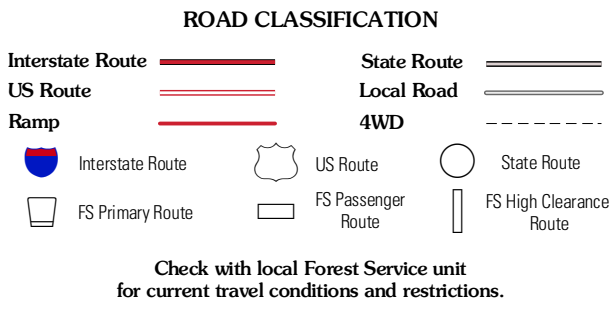 ROAD CLASSIFICATION
Interstate Route
State Route
US Route
Local Road
Ramp
4WD
Interstate Route
US Route
State Route
FS Primary Route
FS Passenger
Route
FS High Clearance
Route
Check with local Forest Service unit
for current travel conditions and restrictions.